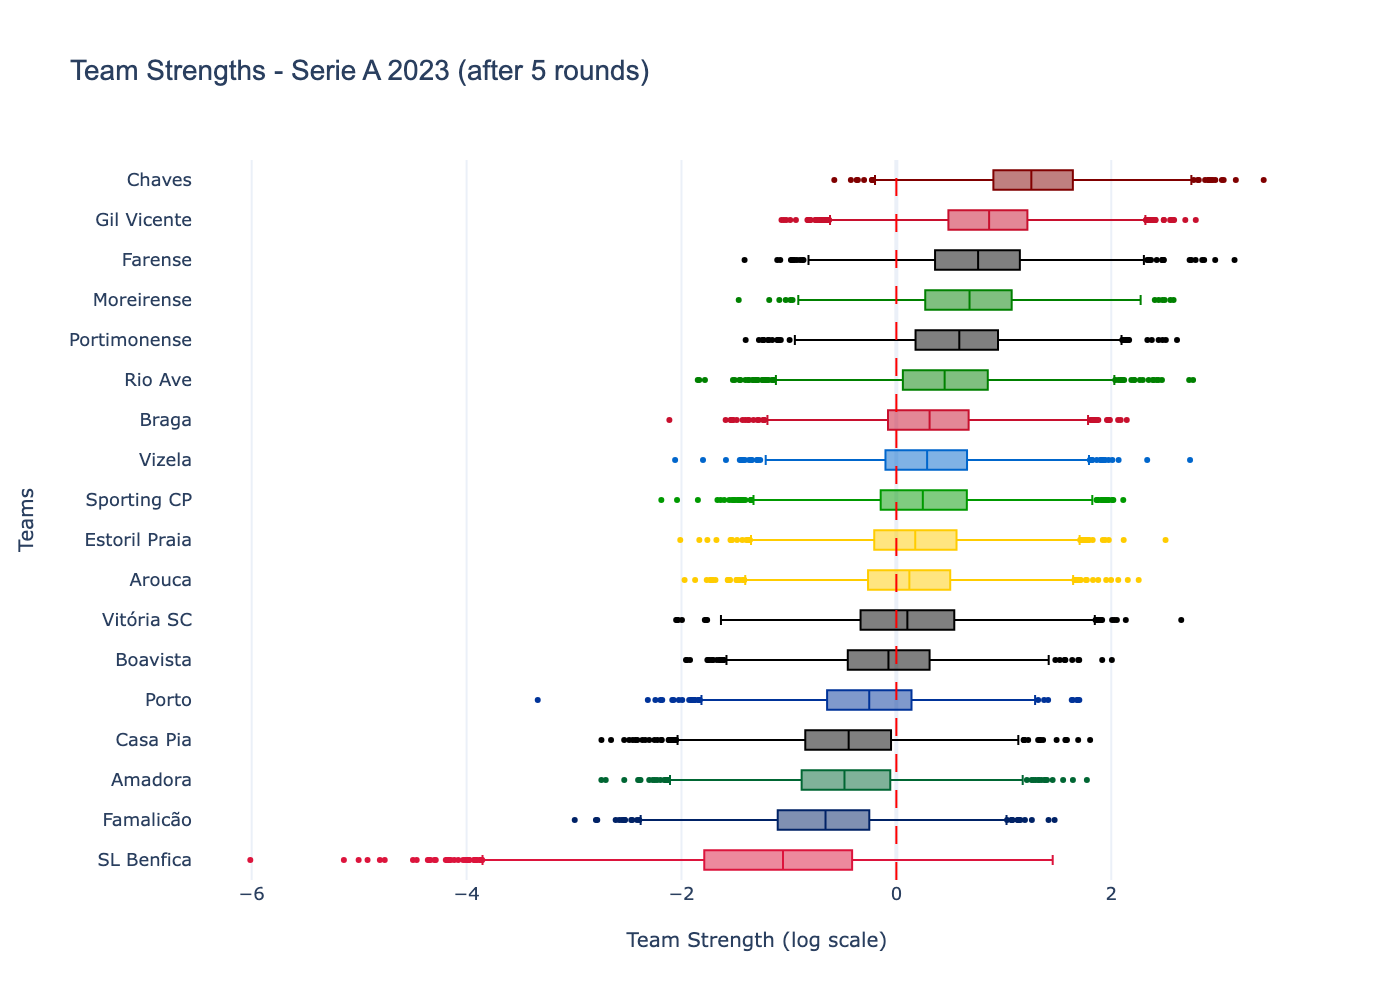 Team Strengths - Serie A 2023 (after 5 rounds)
Teams
Chaves
Gil Vicente
Farense
Moreirense
Portimonense
Rio Ave
Braga
Vizela
Sporting CP
Estoril Praia
Arouca
Vitória SC
Boavista
Porto
Casa Pia
Amadora
Famalicão
SL Benfica
−6 −4 −2 0 2
Team Strength (log scale)